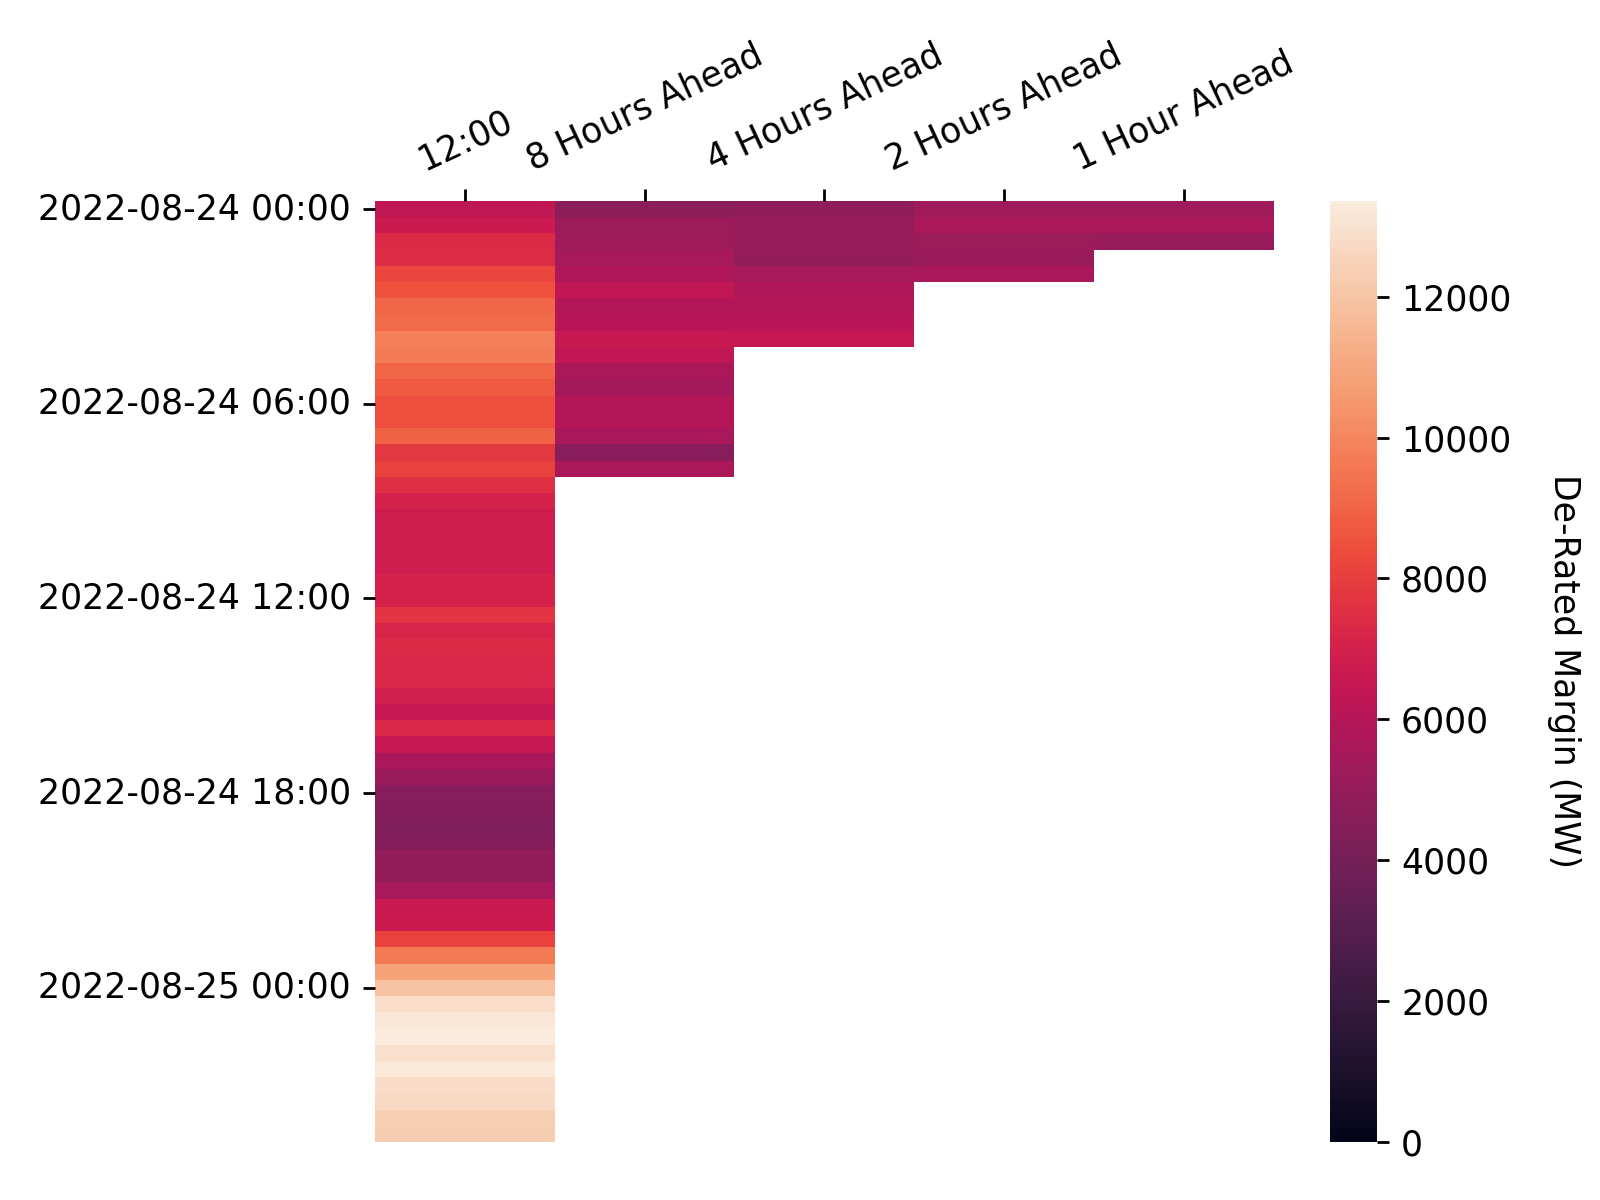 12:00
8 Hours Ahead
4 Hours Ahead
2 Hours Ahead
1 Hour Ahead
2022-08-24 00:00
2022-08-24 06:00
2022-08-24 12:00
2022-08-24 18:00
2022-08-25 00:00
12000
10000
8000
6000
4000
2000
0
De-Rated Margin (MW)